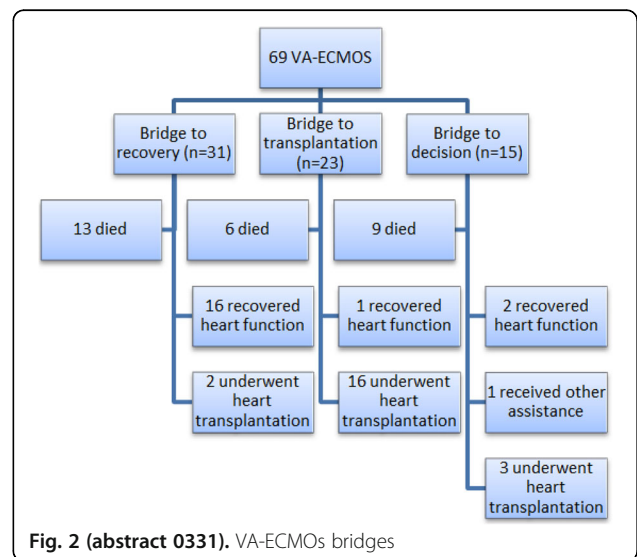 69 VA-ECMOS
Bridge to
recovery (n=31)
Bridge to
transplantation
(n=23)
Bridge to
decision (n=15)
13 died
6 died
9 died
16 recovered
heart function
1 recovered
heart function
2 recovered
heart function
2 underwent
heart
transplantation
16 underwent
heart
transplantation
1 received other
assistance
3 underwent
heart
transplantation
Fig. 2 (abstract 0331). VA-ECMOs bridges